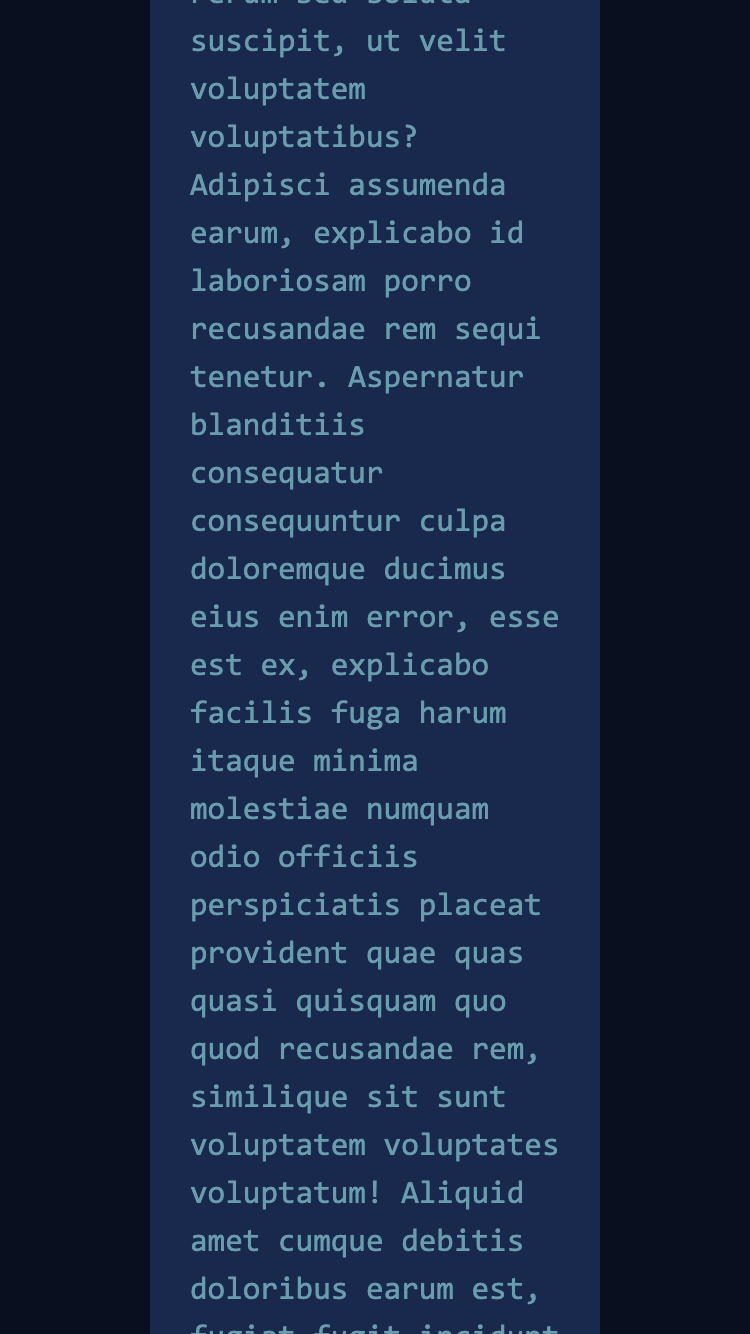 suscipit, ut velit
voluptatem
voluptatibus?
Adipisci assumenda
earum, explicabo id
laboriosam porro
recusandae rem sequi
tenetur. Aspernatur
blanditiis
consequatur
consequuntur culpa
doloremque ducimus
eius enim error, esse
est ex, explicabo
facilis fuga harum
itaque minima
molestiae numquam
odio officiis
perspiciatis placeat
provident quae quas
quasi quisquam quo
quod recusandae rem,
similique sit sunt
voluptatem voluptates
voluptatum! Aliquid
amet cumque debitis
doloribus earum est,
fugiat fugit incidunt